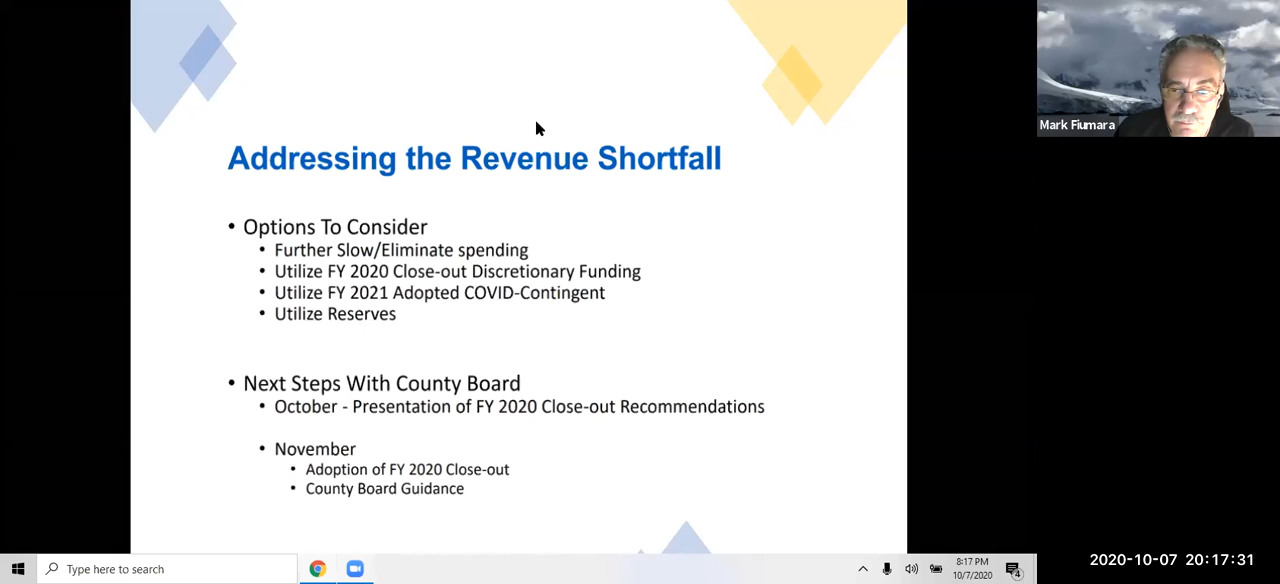 Mark Fiumara
Addressing the Revenue Shortfall
• Options To Consider
• Further Slow/Eliminate spending
• Utilize FY 2020 Close-out Discretionary Funding
• Utilize FY 2021 Adopted COVID-Contingent
• Utilize Reserves
• Next Steps With County Board
• October - Presentation of FY 2020 Close-out Recommendations
• November
• Adoption of FY 2020 Close-out
• County Board Guidance
Type here to search
8:17 PM
10/7/2020
4
2020-10-07 20:17:31